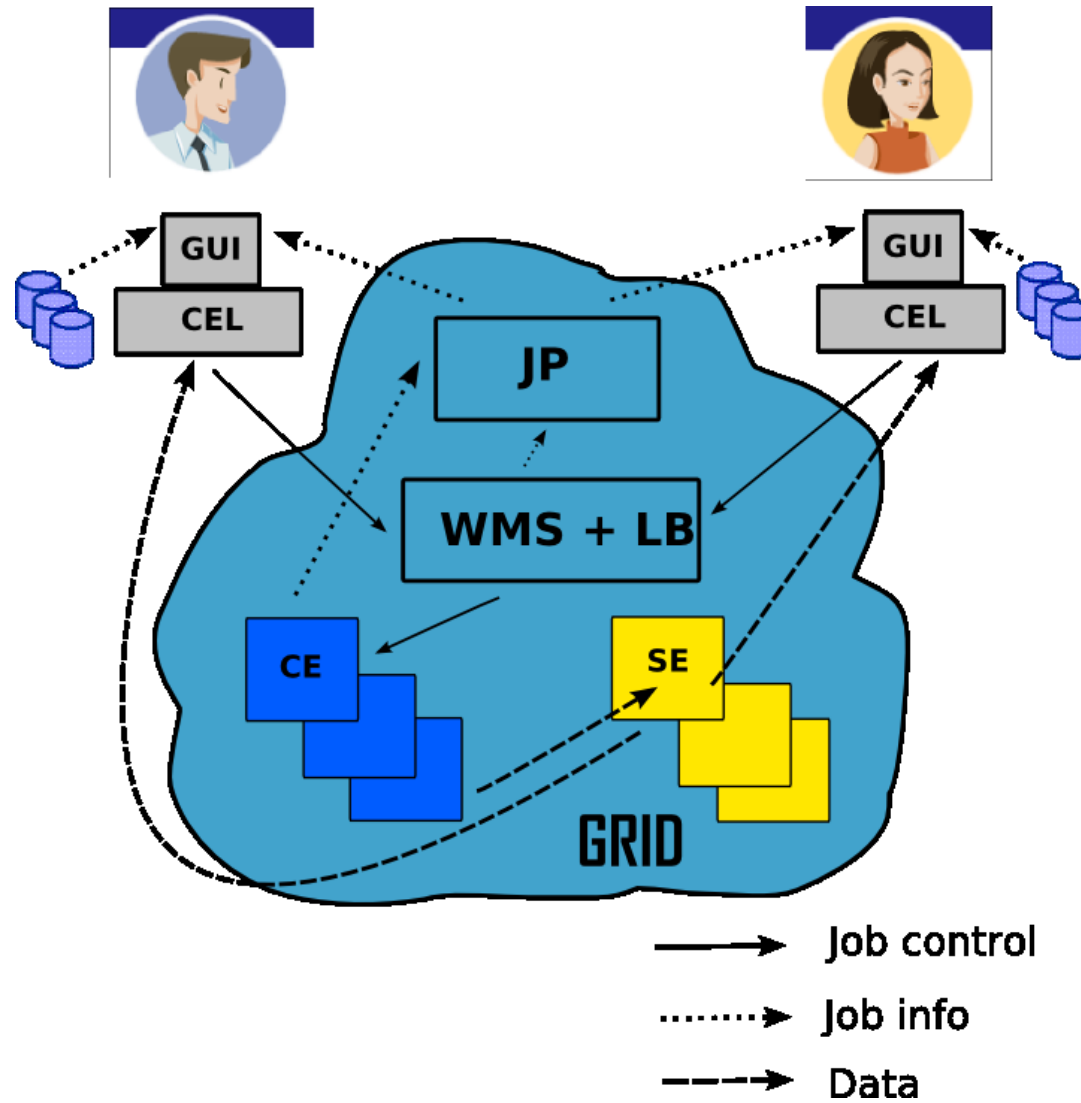 GUI
CEL
GUI
CEL
JP
WMS + LB
CE
SE
GRID
Job control
Job info
Data